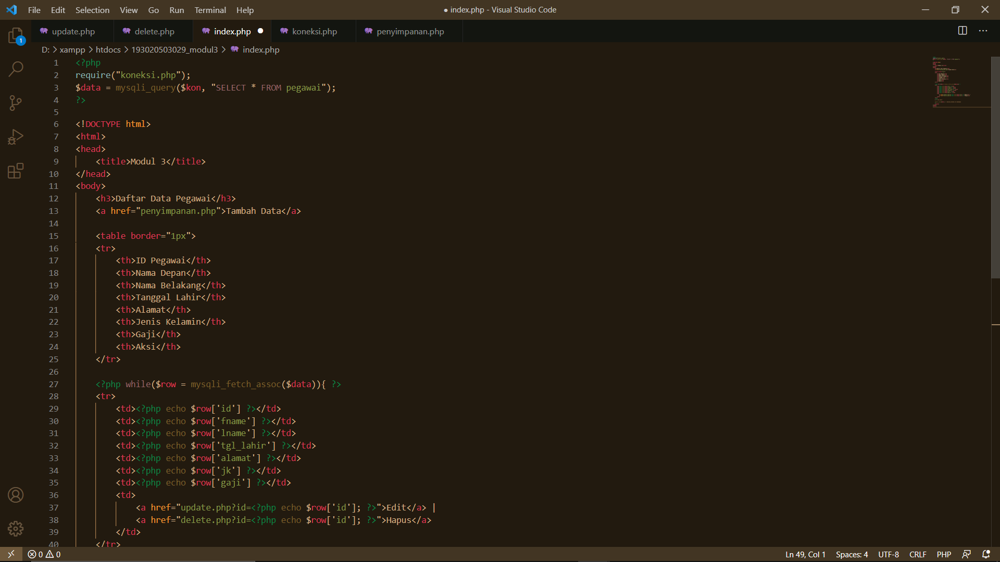 File Edit Selection View Go Run Terminal Help
● index.php - Visual Studio Code
update.php delete.php index.php koneksi.php penyimpanan.php
1
D: > xampp > htdocs > 193020503029_modul3 > index.php
1 <?php
2 require("koneksi.php");
3 $data = mysqli_query($kon, "SELECT * FROM pegawai");
4 ?>
5
6 <!DOCTYPE html>
7 <html>
8 <head>
9     <title>Modul 3</title>
10 </head>
11 <body>
12     <h3>Daftar Data Pegawai</h3>
13     <a href="penyimpanan.php">Tambah Data</a>
14
15     <table border="1px">
16     <tr>
17         <th>ID Pegawai</th>
18         <th>Nama Depan</th>
19         <th>Nama Belakang</th>
20         <th>Tanggal Lahir</th>
21         <th>Alamat</th>
22         <th>Jenis Kelamin</th>
23         <th>Gaji</th>
24         <th>Aksi</th>
25     </tr>
26
27     <?php while($row = mysqli_fetch_assoc($data)){ ?>
28     <tr>
29         <td><?php echo $row['id'] ?></td>
30         <td><?php echo $row['fname'] ?></td>
31         <td><?php echo $row['lname'] ?></td>
32         <td><?php echo $row['tgl_lahir'] ?></td>
33         <td><?php echo $row['alamat'] ?></td>
34         <td><?php echo $row['jk'] ?></td>
35         <td><?php echo $row['gaji'] ?></td>
36         <td>
37             <a href="update.php?id=<?php echo $row['id']; ?>">Edit</a> |
38             <a href="delete.php?id=<?php echo $row['id']; ?>">Hapus</a>
39         </td>
40     </tr>
0 0
Ln 49, Col 1 Spaces: 4 UTF-8 CRLF PHP